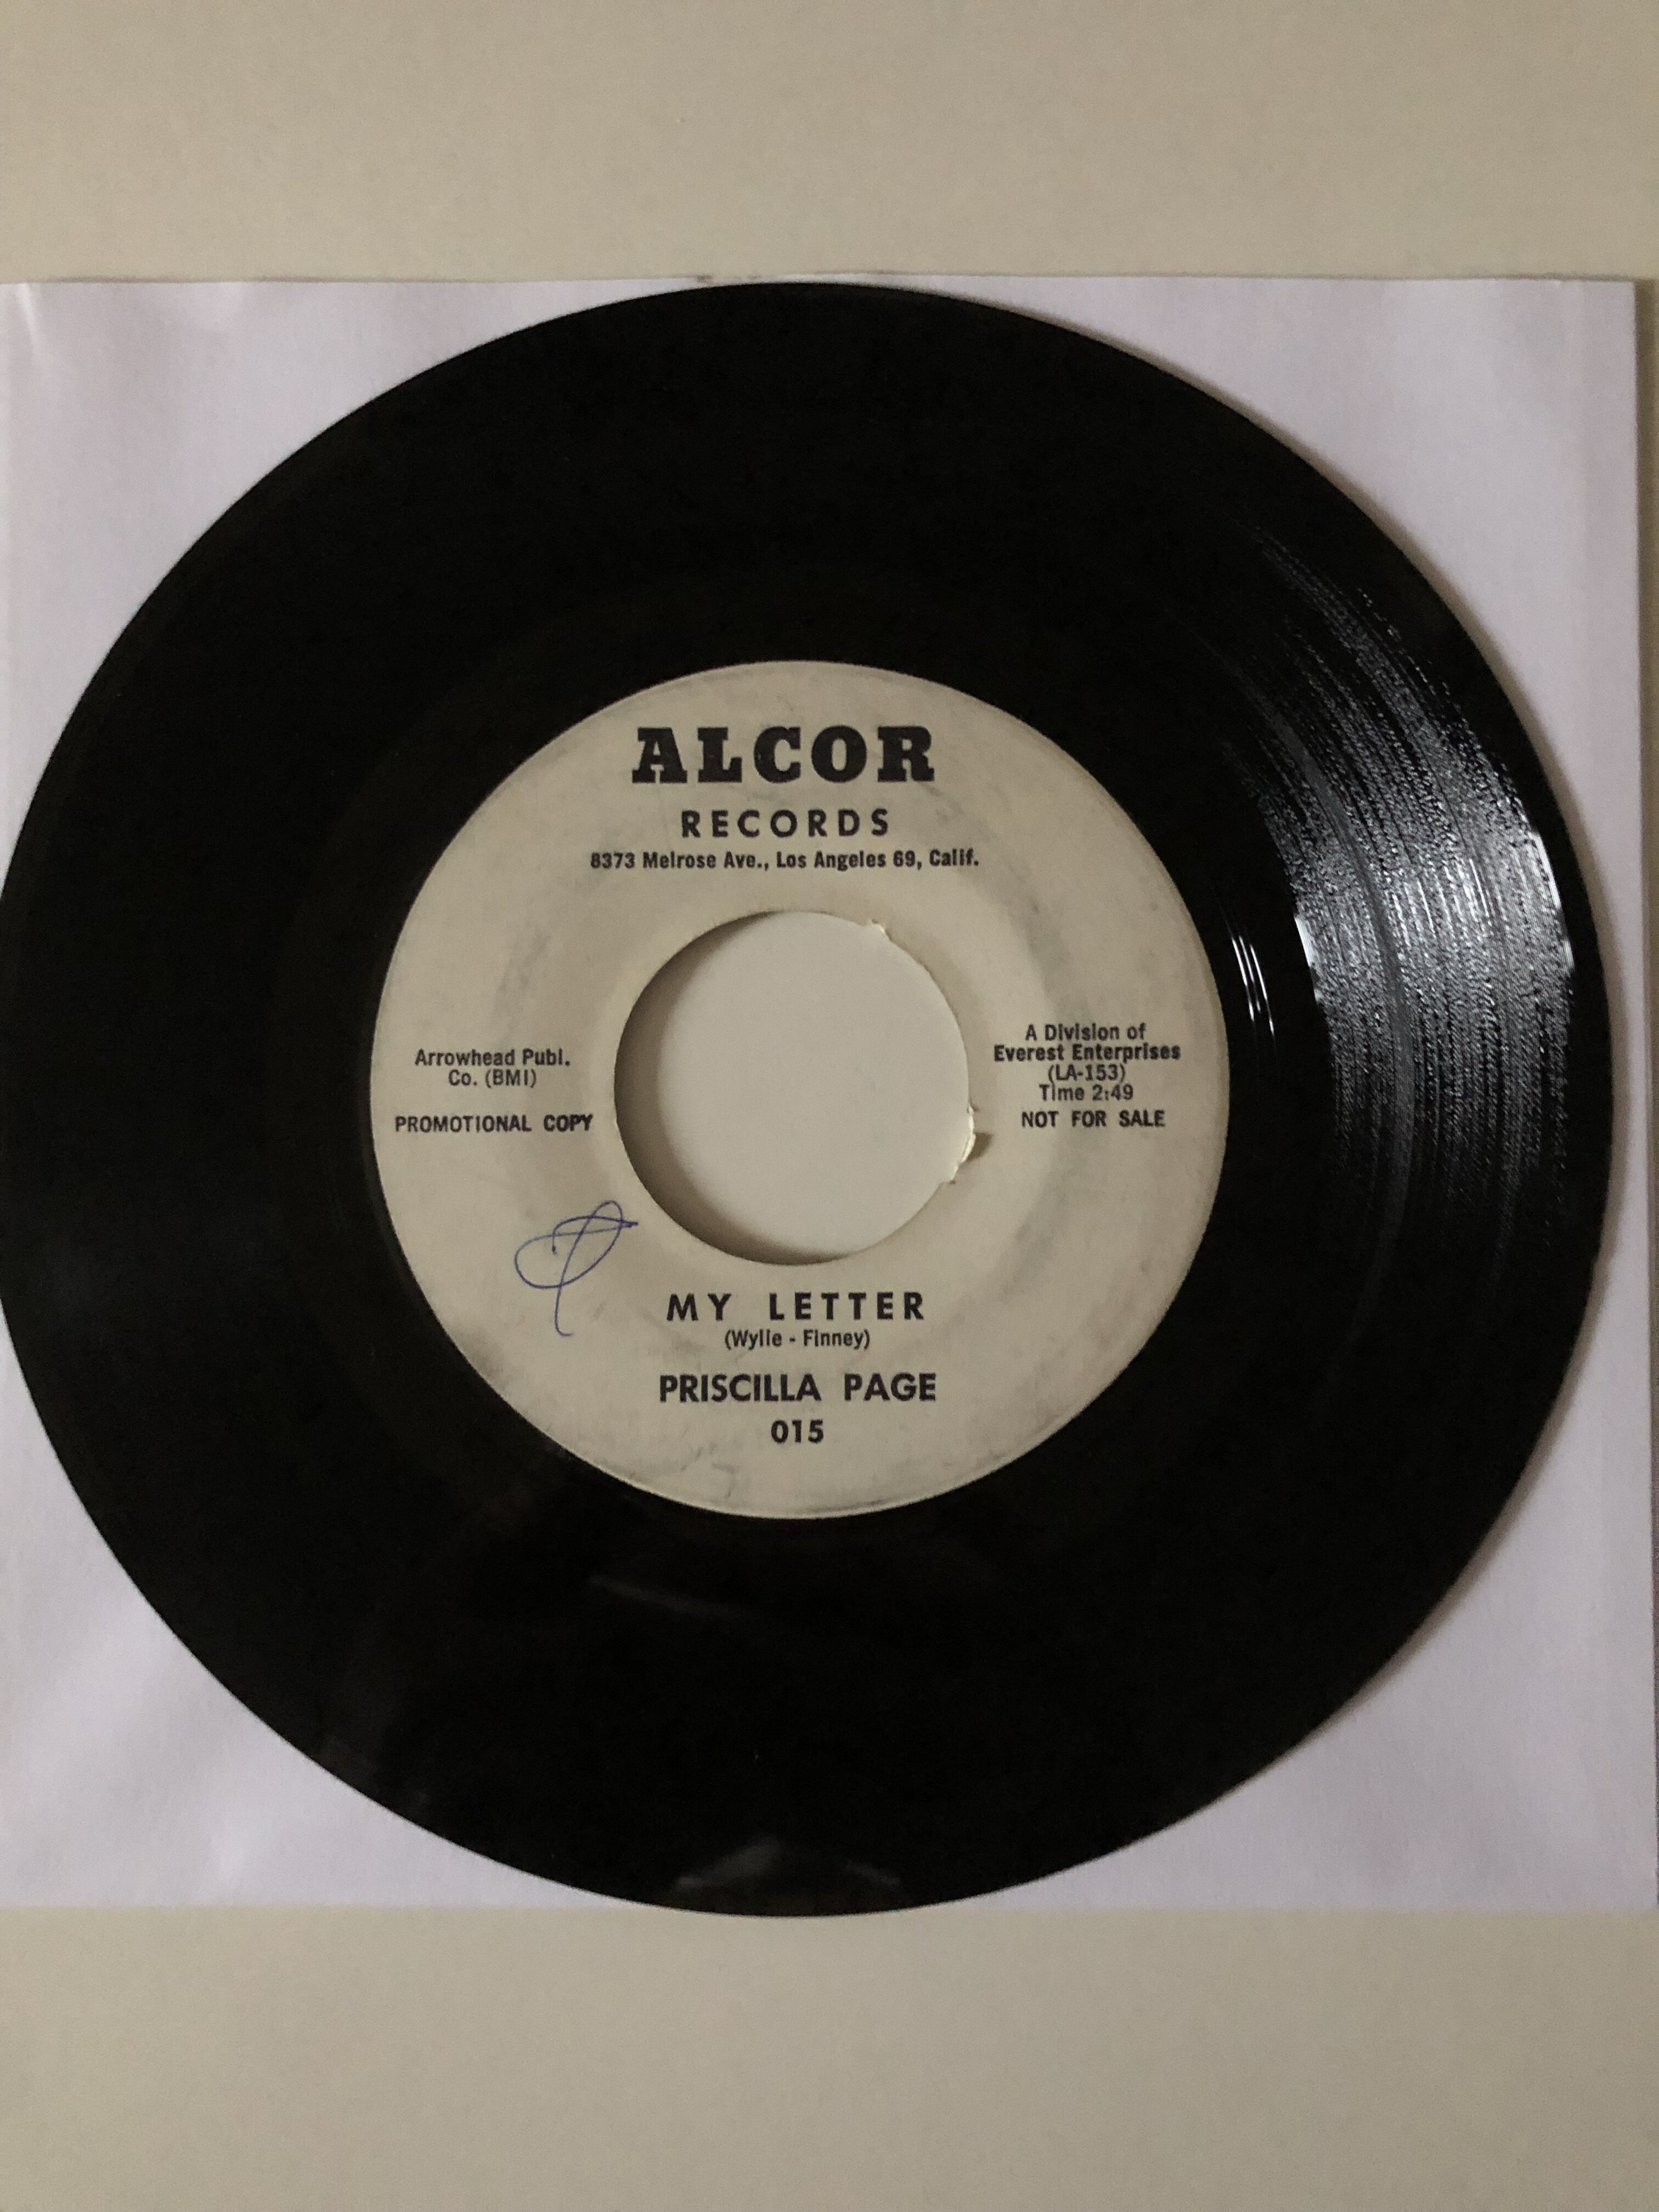 ALCOR
RECORDS
8373 Melrose Ave., Los Angeles 69, Calif.
Arrowhead Publ.
Co. (BMI)
PROMOTIONAL COPY
A Division of
Everest Enterprises
(LA-153)
Time 2:49
NOT FOR SALE
MY LETTER
(Wylie - Finney)
PRISCILLA PAGE
015